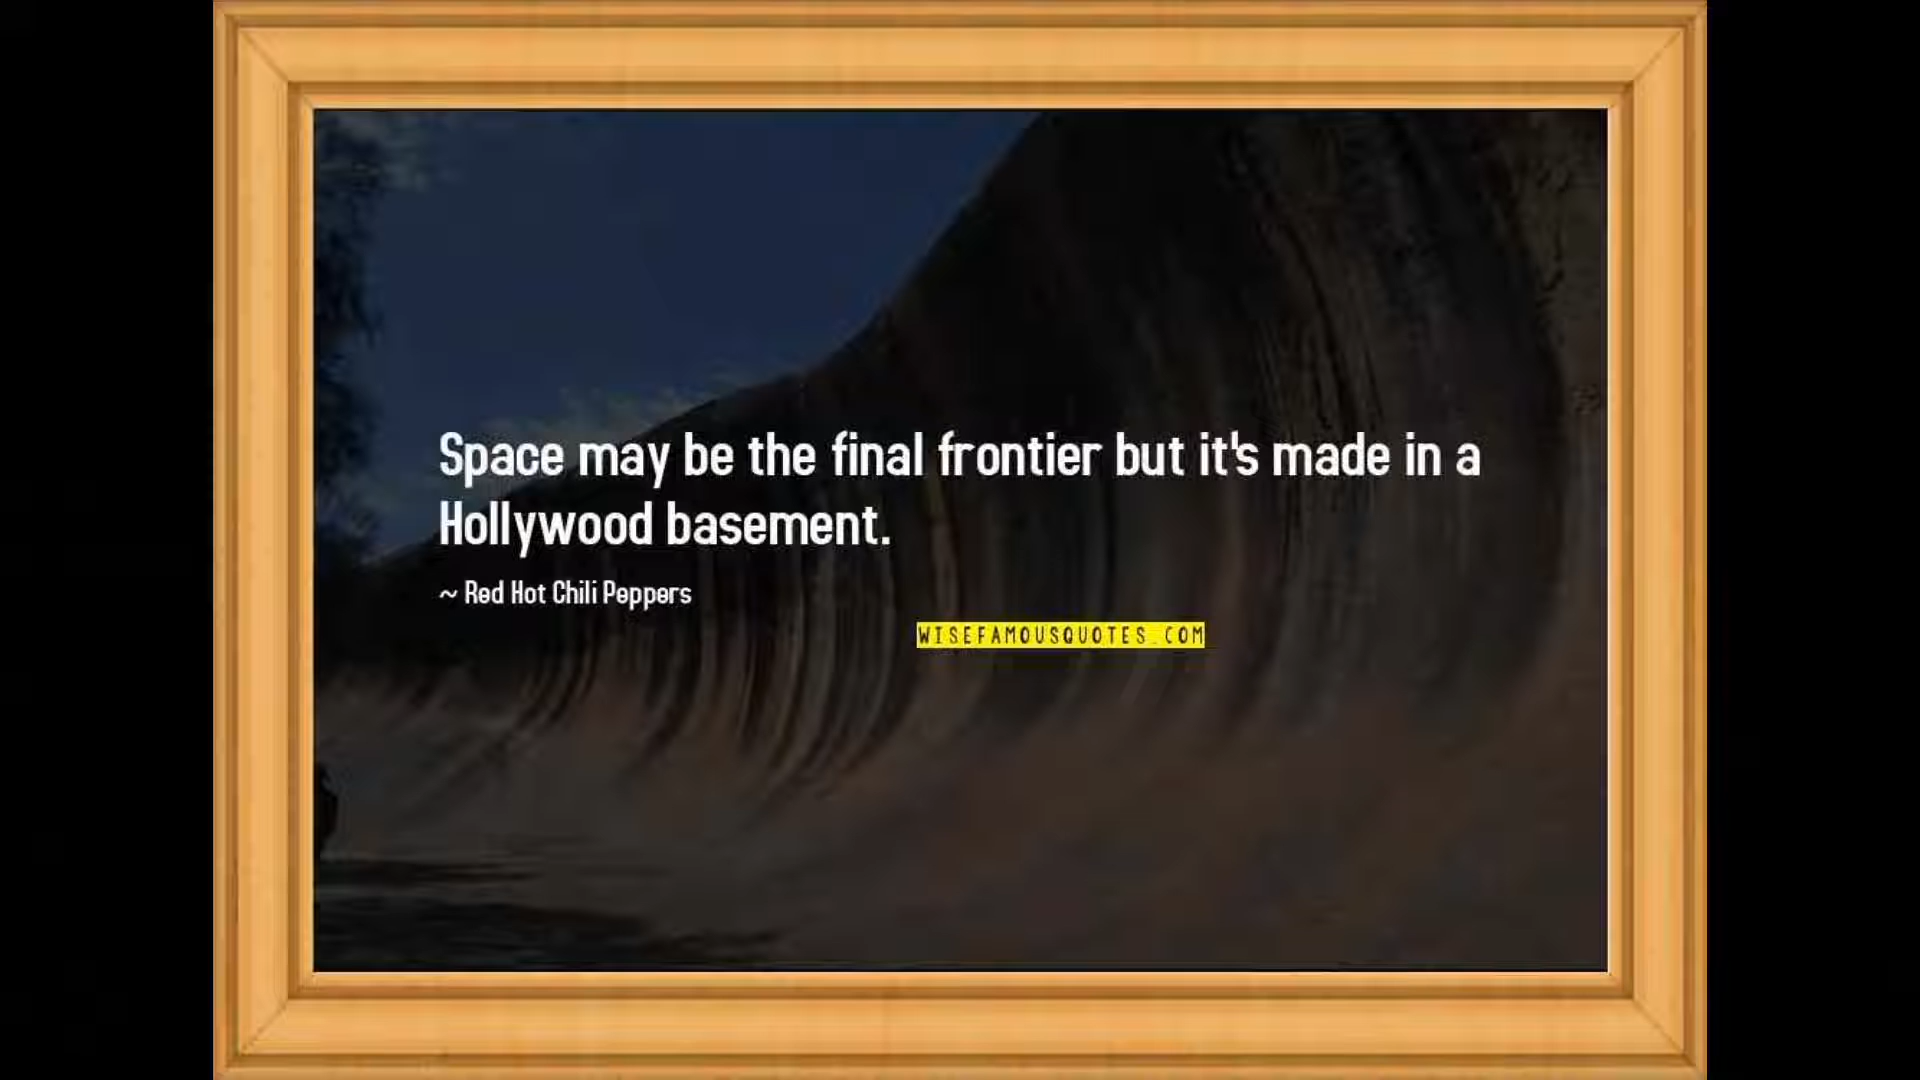 Space may be the final frontier but it's made in a
Hollywood basement.
~ Red Hot Chili Peppers
WISEFAMOUSQUOTES.COM